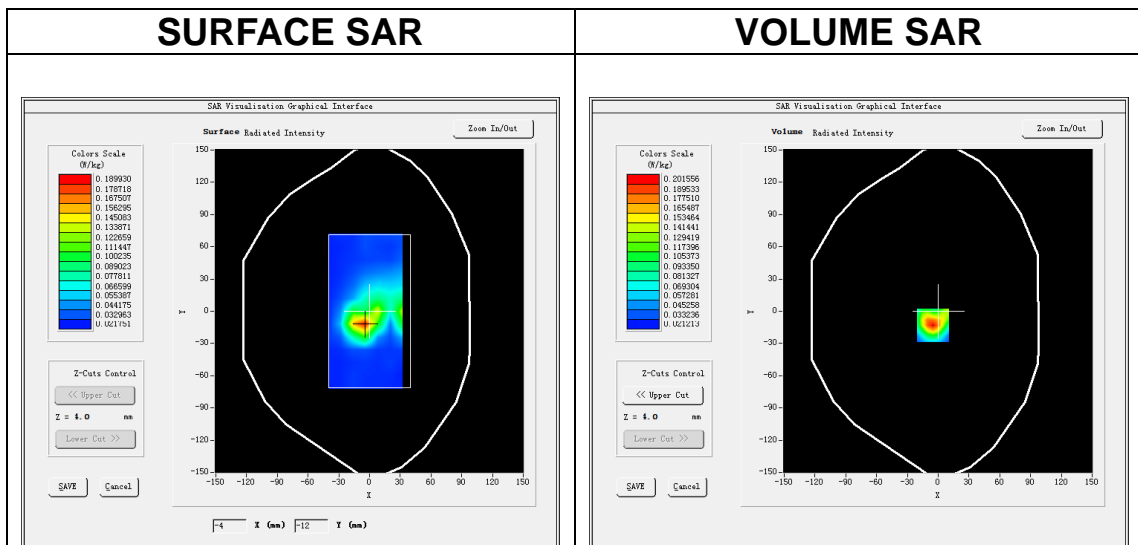 SURFACE SAR
VOLUME SAR
SAR Visualisation Graphical Interface
Surface Radiated Intensity
Zoom In/Out
Colors Scale
(W/kg)
0.189930
0.178718
0.167507
0.156295
0.145083
0.133871
0.122659
0.111447
0.100235
0.089023
0.077811
0.066599
0.055387
0.044175
0.032963
0.021751
150
120
90
60
30
0
-30
-60
-90
-120
-150
Y
-150 -120 -90 -60 -30 0 30 60 90 120 150
X
Z-Cuts Control
<< Upper Cut
Z = 4.0 mm
Lower Cut >>
SAVE Cancel
-4 X (mm) -12 Y (mm)
SAR Visualisation Graphical Interface
Volume Radiated Intensity
Zoom In/Out
Colors Scale
(W/kg)
0.201556
0.189533
0.177510
0.165487
0.153464
0.141441
0.129419
0.117396
0.105373
0.093350
0.081327
0.069304
0.057281
0.045258
0.033236
0.021213
150
120
90
60
30
0
-30
-60
-90
-120
-150
Y
-150 -120 -90 -60 -30 0 30 60 90 120 150
X
Z-Cuts Control
<< Upper Cut
Z = 4.0 mm
Lower Cut >>
SAVE Cancel